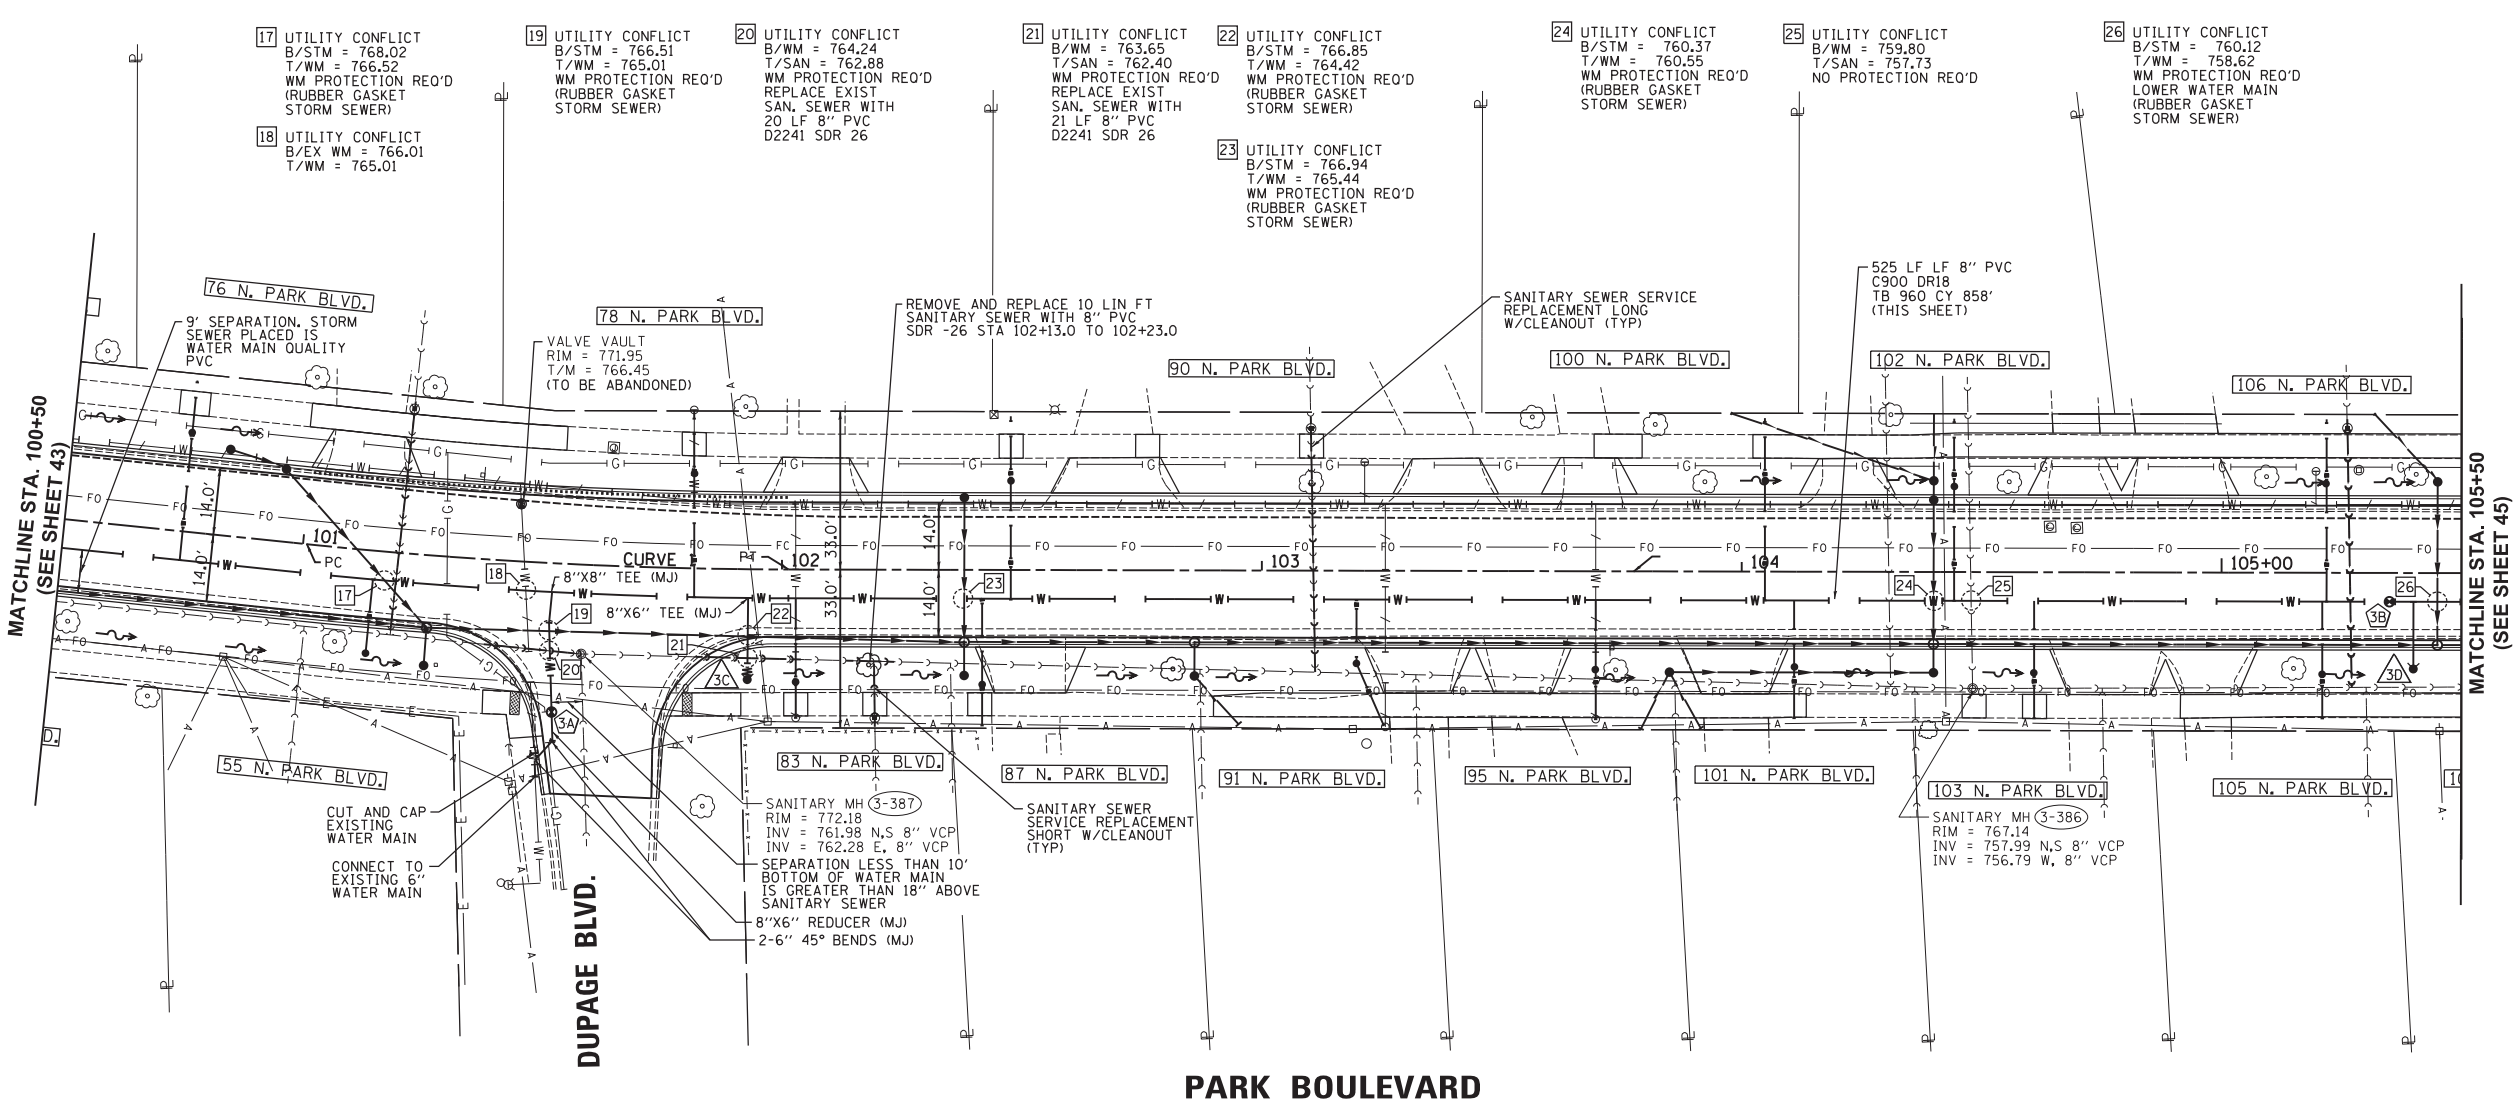 17 UTILITY CONFLICT
B/STM = 768.02
T/WM = 766.52
WM PROTECTION REQ'D
(RUBBER GASKET
STORM SEWER)
18 UTILITY CONFLICT
B/EX WM = 766.01
T/WM = 765.01
19 UTILITY CONFLICT
B/STM = 766.51
T/WM = 765.01
WM PROTECTION REQ'D
(RUBBER GASKET
STORM SEWER)
20 UTILITY CONFLICT
B/WM = 764.24
T/SAN = 762.88
WM PROTECTION REQ'D
REPLACE EXIST
SAN. SEWER WITH
20 LF 8'' PVC
D2241 SDR 26
21 UTILITY CONFLICT
B/WM = 763.65
T/SAN = 762.40
WM PROTECTION REQ'D
REPLACE EXIST
SAN. SEWER WITH
21 LF 8'' PVC
D2241 SDR 26
22 UTILITY CONFLICT
B/STM = 766.85
T/WM = 764.42
WM PROTECTION REQ'D
(RUBBER GASKET
STORM SEWER)
23 UTILITY CONFLICT
B/STM = 766.94
T/WM = 765.44
WM PROTECTION REQ'D
(RUBBER GASKET
STORM SEWER)
24 UTILITY CONFLICT
B/STM = 760.37
T/WM = 760.55
WM PROTECTION REQ'D
(RUBBER GASKET
STORM SEWER)
25 UTILITY CONFLICT
B/WM = 759.80
T/SAN = 757.73
NO PROTECTION REQ'D
26 UTILITY CONFLICT
B/STM = 760.12
T/WM = 758.62
WM PROTECTION REQ'D
LOWER WATER MAIN
(RUBBER GASKET
STORM SEWER)
76 N. PARK BLVD.
9' SEPARATION. STORM
SEWER PLACED IS
WATER MAIN QUALITY
PVC
78 N. PARK BLVD.
VALVE VAULT
RIM = 771.95
T/M = 766.45
(TO BE ABANDONED)
REMOVE AND REPLACE 10 LIN FT
SANITARY SEWER WITH 8'' PVC
SDR -26 STA 102+13.0 TO 102+23.0
90 N. PARK BLVD.
SANITARY SEWER SERVICE
REPLACEMENT LONG
W/CLEANOUT (TYP)
100 N. PARK BLVD.
525 LF LF 8'' PVC
C900 DR18
TB 960 CY 858'
(THIS SHEET)
102 N. PARK BLVD.
106 N. PARK BLVD.
MATCHLINE STA. 100+50
(SEE SHEET 43)
MATCHLINE STA. 105+50
(SEE SHEET 45)
14.0'
14.0'
33.0'
33.0'
14.0'
14.0'
101
PC
CURVE
PT
102
103
104
105+00
8''X8'' TEE (MJ)
8''X6'' TEE (MJ)
17
18
19
20
21
22
23
24
25
26
3A
3C
3B
3D
D.
55 N. PARK BLVD.
83 N. PARK BLVD.
87 N. PARK BLVD.
91 N. PARK BLVD.
95 N. PARK BLVD.
101 N. PARK BLVD.
103 N. PARK BLVD.
105 N. PARK BLVD.
CUT AND CAP
EXISTING
WATER MAIN
CONNECT TO
EXISTING 6''
WATER MAIN
SANITARY MH 3-387
RIM = 772.18
INV = 761.98 N,S 8'' VCP
INV = 762.28 E, 8'' VCP
SEPARATION LESS THAN 10'
BOTTOM OF WATER MAIN
IS GREATER THAN 18'' ABOVE
SANITARY SEWER
8''X6'' REDUCER (MJ)
2-6'' 45° BENDS (MJ)
SANITARY SEWER
SERVICE REPLACEMENT
SHORT W/CLEANOUT
(TYP)
SANITARY MH 3-386
RIM = 767.14
INV = 757.99 N,S 8'' VCP
INV = 756.79 W, 8'' VCP
DUPAGE BLVD.
PARK BOULEVARD